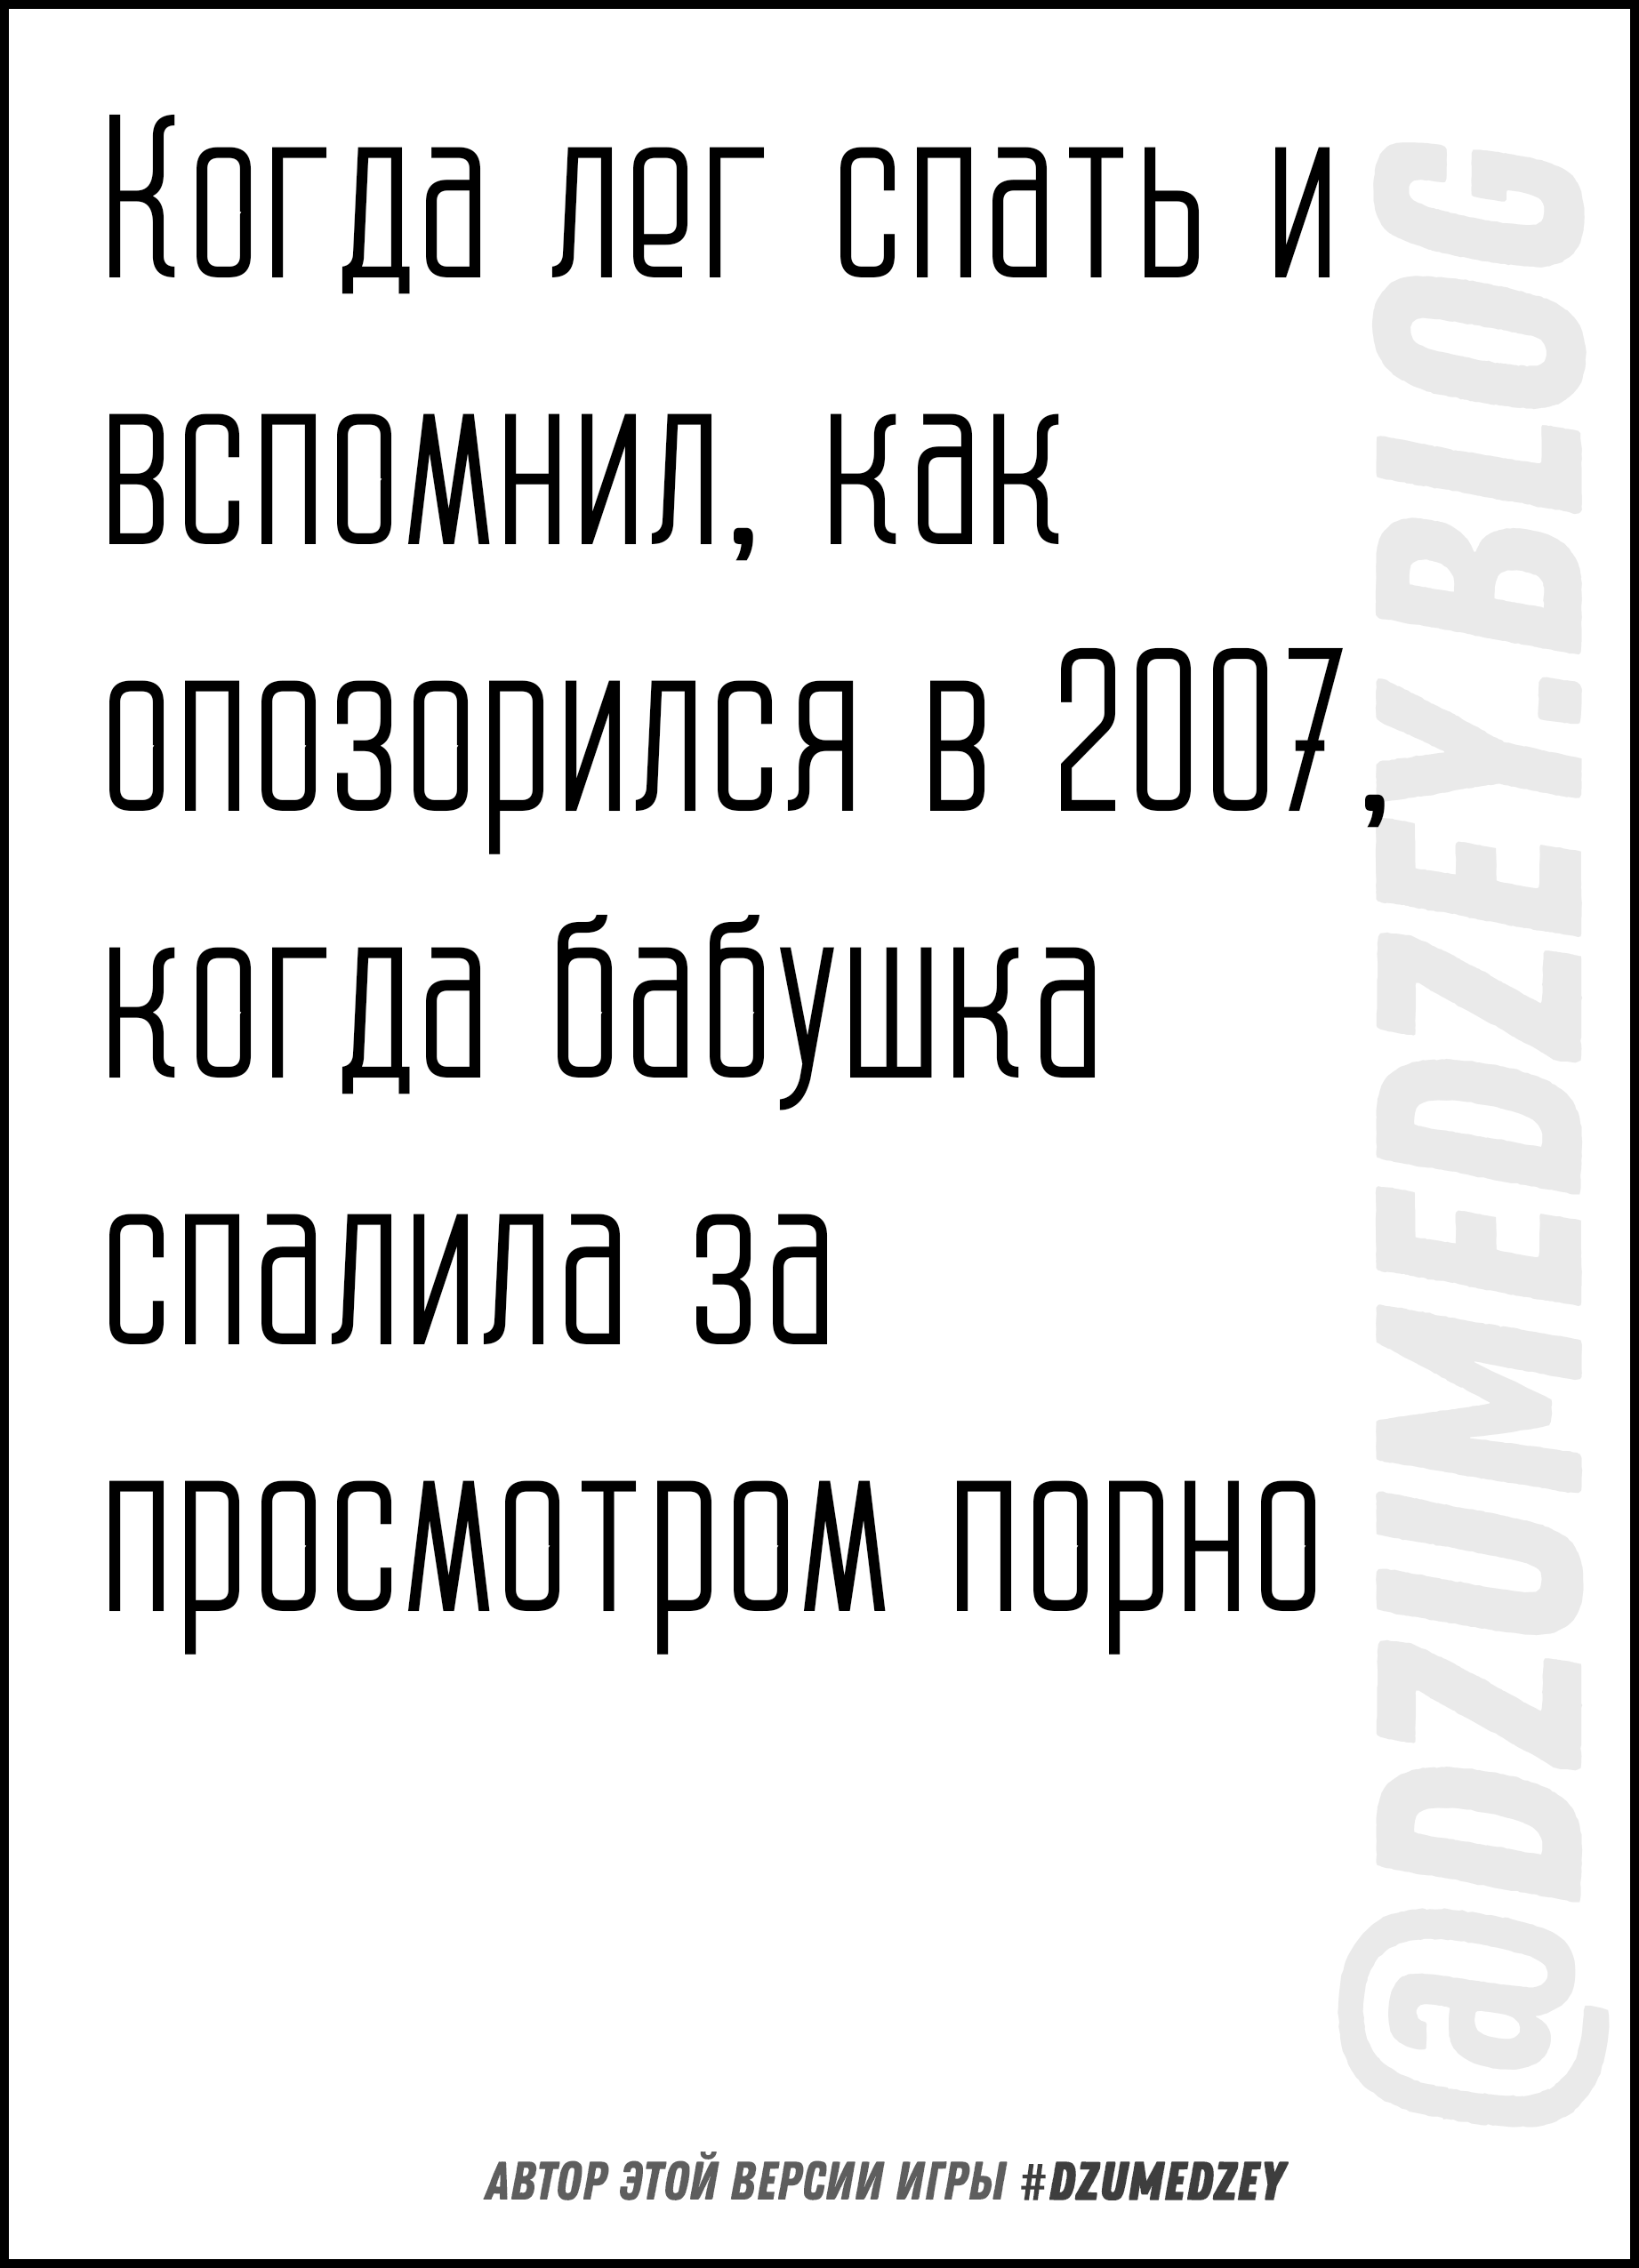 Когда лег спать и
вспомнил, как
опозорился в 2007,
когда бабушка
спалила за
просмотром порно
@DZUMEDZEY.BLOG
АВТОР ЭТОЙ ВЕРСИИ ИГРЫ #DZUMEDZEY